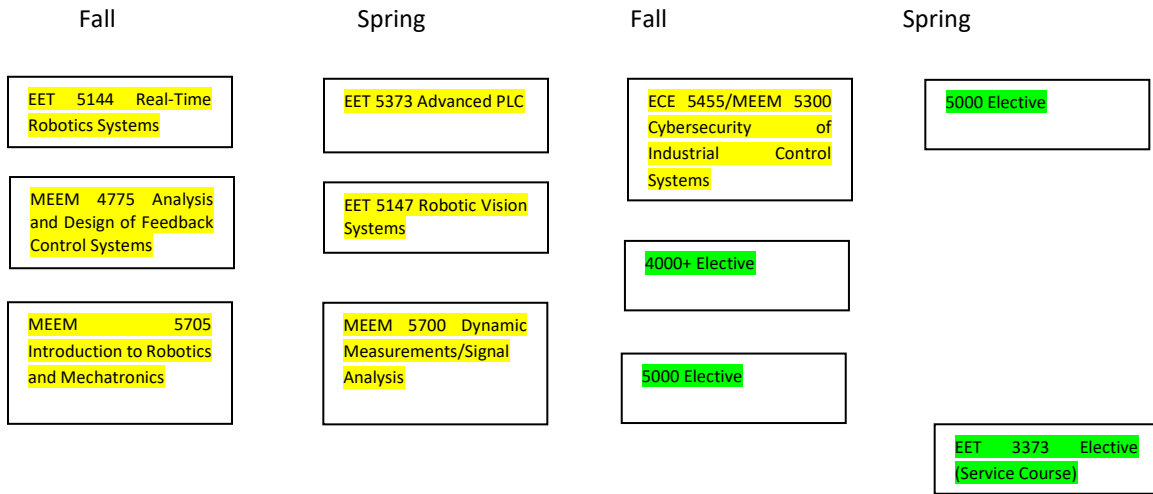 Fall
Spring
Fall
Spring
EET 5144 Real-Time
Robotics Systems
EET 5373 Advanced PLC
ECE 5455/MEEM 5300
Cybersecurity of
Industrial Control
Systems
5000 Elective
MEEM 4775 Analysis
and Design of Feedback
Control Systems
EET 5147 Robotic Vision
Systems
4000+ Elective
MEEM 5705
Introduction to Robotics
and Mechatronics
MEEM 5700 Dynamic
Measurements/Signal
Analysis
5000 Elective
EET 3373 Elective
(Service Course)